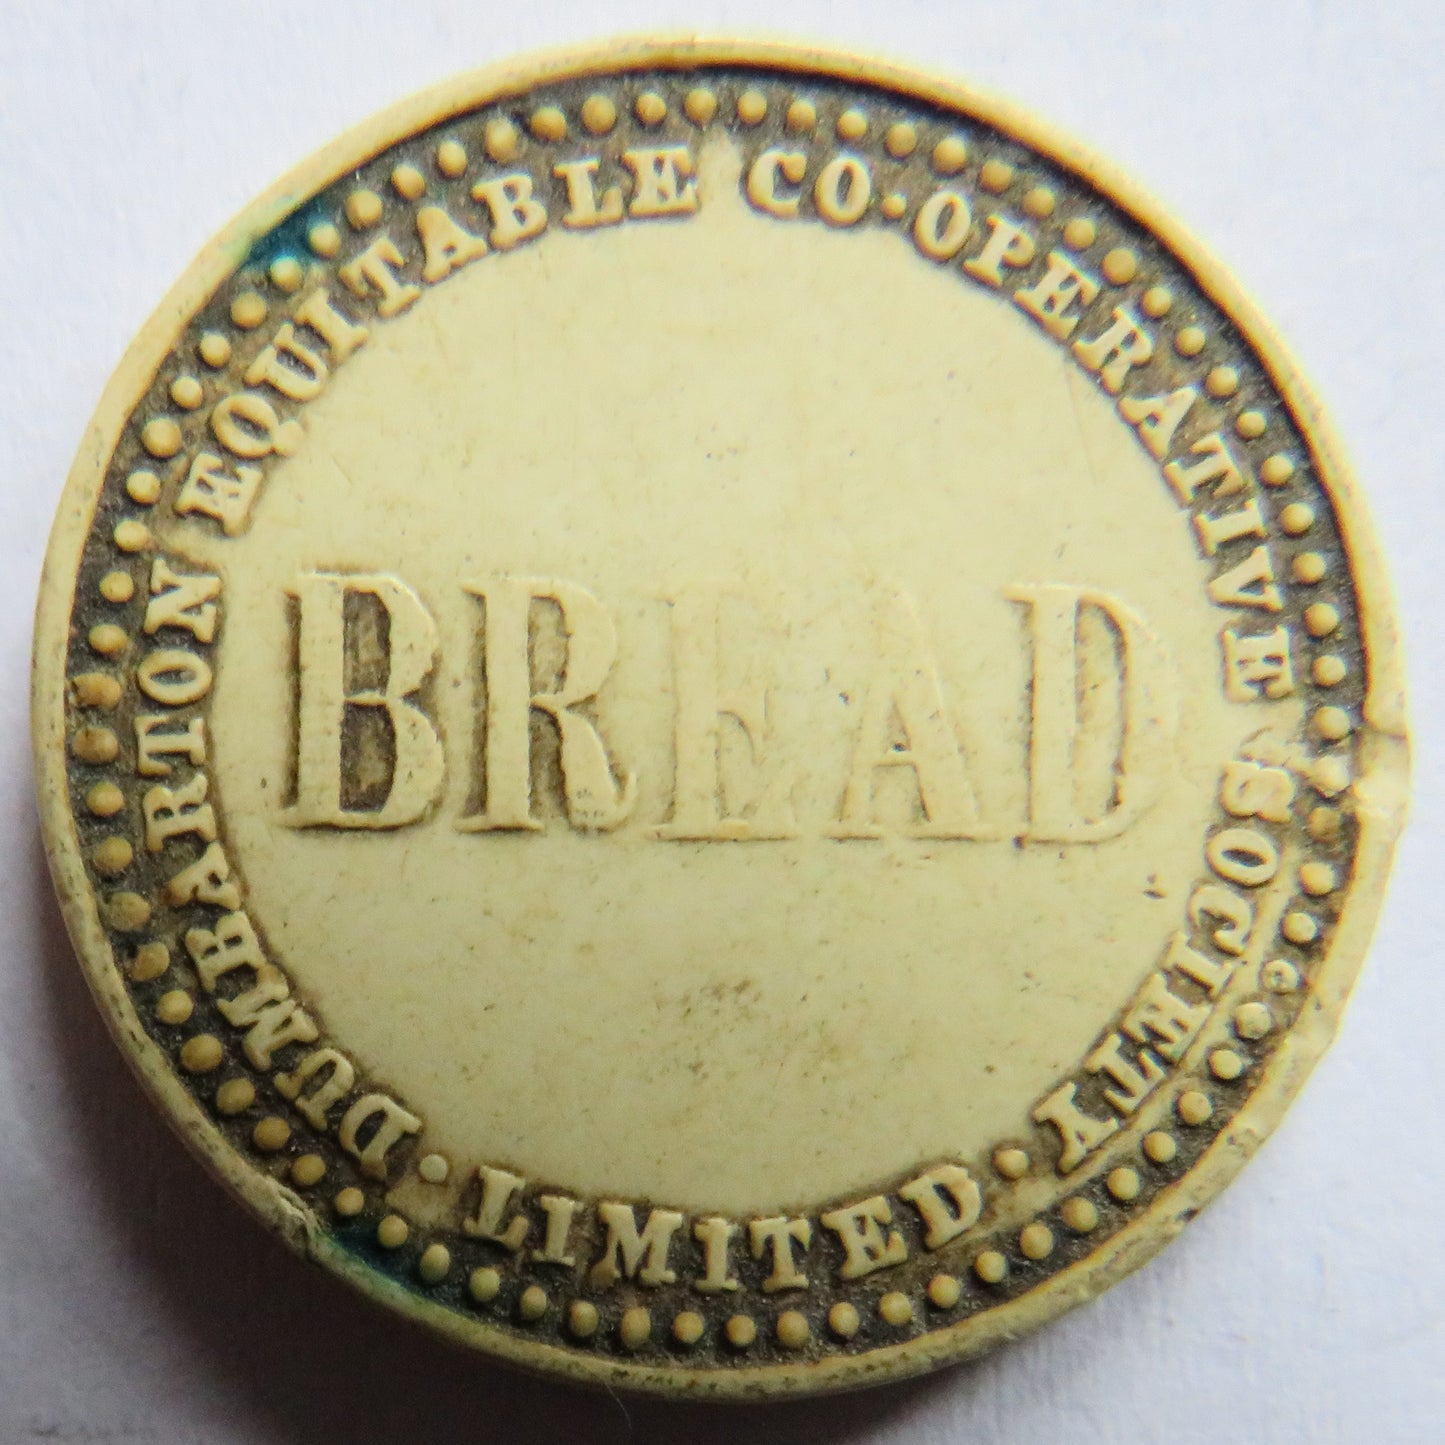 DUMBARTON EQUITABLE CO·OPERATIVE SOCIETY
BREAD
· LIMITED ·